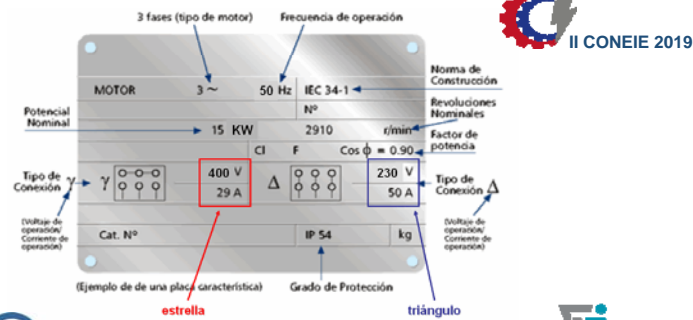 3 fases (tipo de motor)
Frecuencia de operación
II CONEIE 2019
MOTOR 3 ~ 50 Hz IEC 34-1
Norma de
Construcción
Nº
Revoluciones
Nominales
Potencial
Nominal
15 KW 2910 r/min
Factor de
potencia
Cl F Cos ϕ = 0.90
Tipo de
Conexión γ
γ 400 V
29 A
Δ 230 V
50 A
Tipo de
Conexión Δ
(Voltaje de
operación/
Corriente de
operación)
(Voltaje de
operación/
Corriente de
operación)
Cat. Nº IP 54 kg
(Ejemplo de de una placa característica)
Grado de Protección
estrella
triángulo